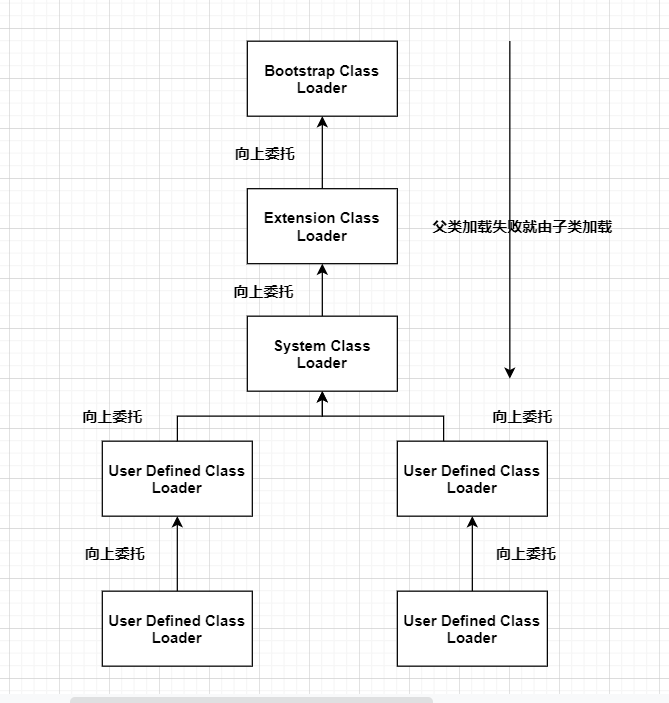 Bootstrap Class
Loader
向上委托
Extension Class
Loader
父类加载失败就由子类加载
向上委托
System Class
Loader
向上委托
向上委托
User Defined Class
Loader
User Defined Class
Loader
向上委托
向上委托
User Defined Class
Loader
User Defined Class
Loader